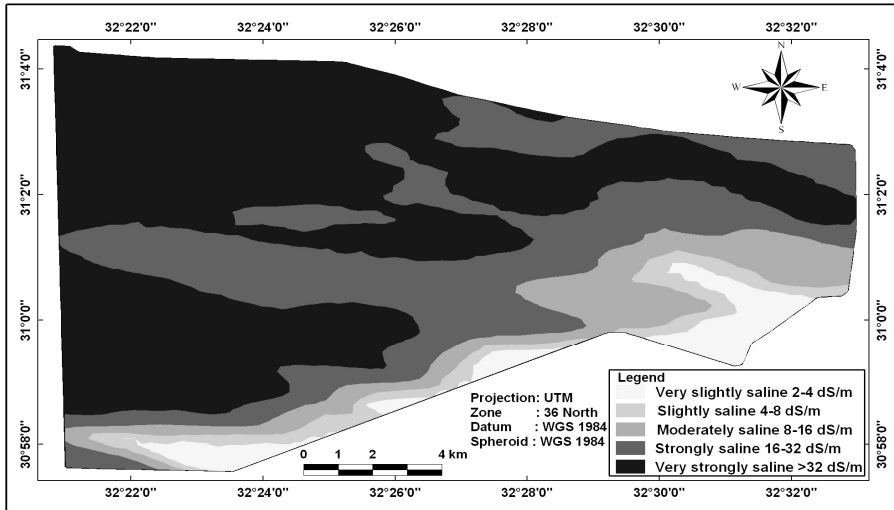 32°22'0" 32°24'0" 32°26'0" 32°28'0" 32°30'0" 32°32'0"
31°4'0" 31°4'0"
N
W E
S
31°2'0" 31°2'0"
31°0'0" 31°0'0"
30°58'0" 30°58'0"
Projection: UTM
Zone : 36 North
Datum : WGS 1984
Spheroid : WGS 1984
0 1 2 4 km
Legend
Very slightly saline 2-4 dS/m
Slightly saline 4-8 dS/m
Moderately saline 8-16 dS/m
Strongly saline 16-32 dS/m
Very strongly saline >32 dS/m
32°22'0" 32°24'0" 32°26'0" 32°28'0" 32°30'0" 32°32'0"